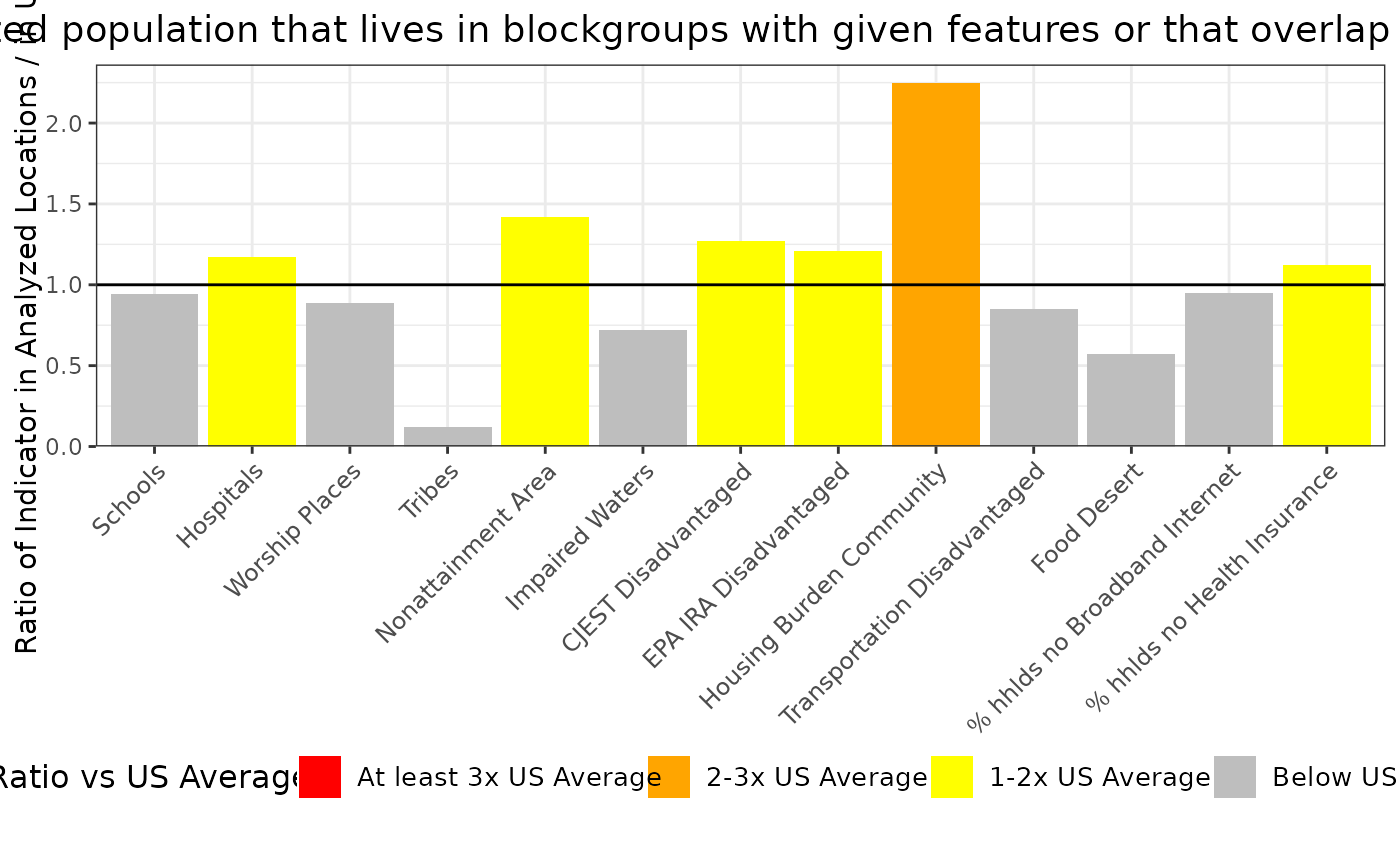 population that lives in blockgroups with given features or that overlap
Ratio of Indicator in Analyzed Locations /
2.0
1.5
1.0
0.5
0.0
Schools
Hospitals
Worship Places
Tribes
Nonattainment Area
Impaired Waters
CJEST Disadvantaged
EPA IRA Disadvantaged
Housing Burden Community
Transportation Disadvantaged
Food Desert
% hhlds no Broadband Internet
% hhlds no Health Insurance
Ratio vs US Average
At least 3x US Average
2-3x US Average
1-2x US Average
Below US